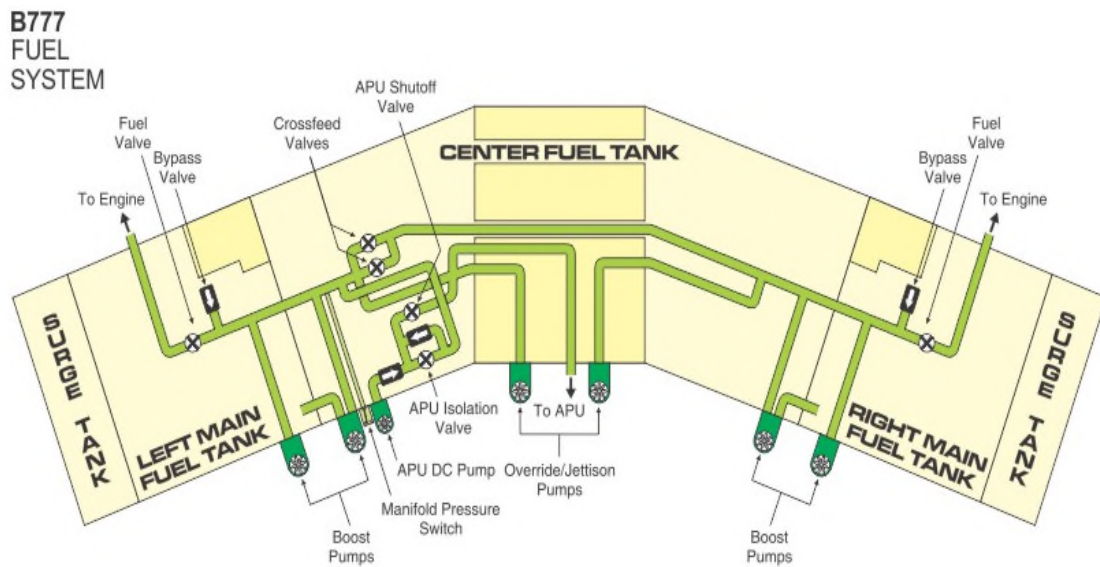 B777
FUEL
SYSTEM
APU Shutoff
Valve
Fuel
Valve
Crossfeed
Valves
Bypass
Valve
To Engine
CENTER FUEL TANK
Fuel
Valve
Bypass
Valve
To Engine
SURGE TANK
LEFT MAIN
FUEL TANK
APU Isolation
Valve
To APU
APU DC Pump
Override/Jettison
Pumps
Manifold Pressure
Switch
Boost
Pumps
RIGHT MAIN
FUEL TANK
SURGE TANK
Boost
Pumps